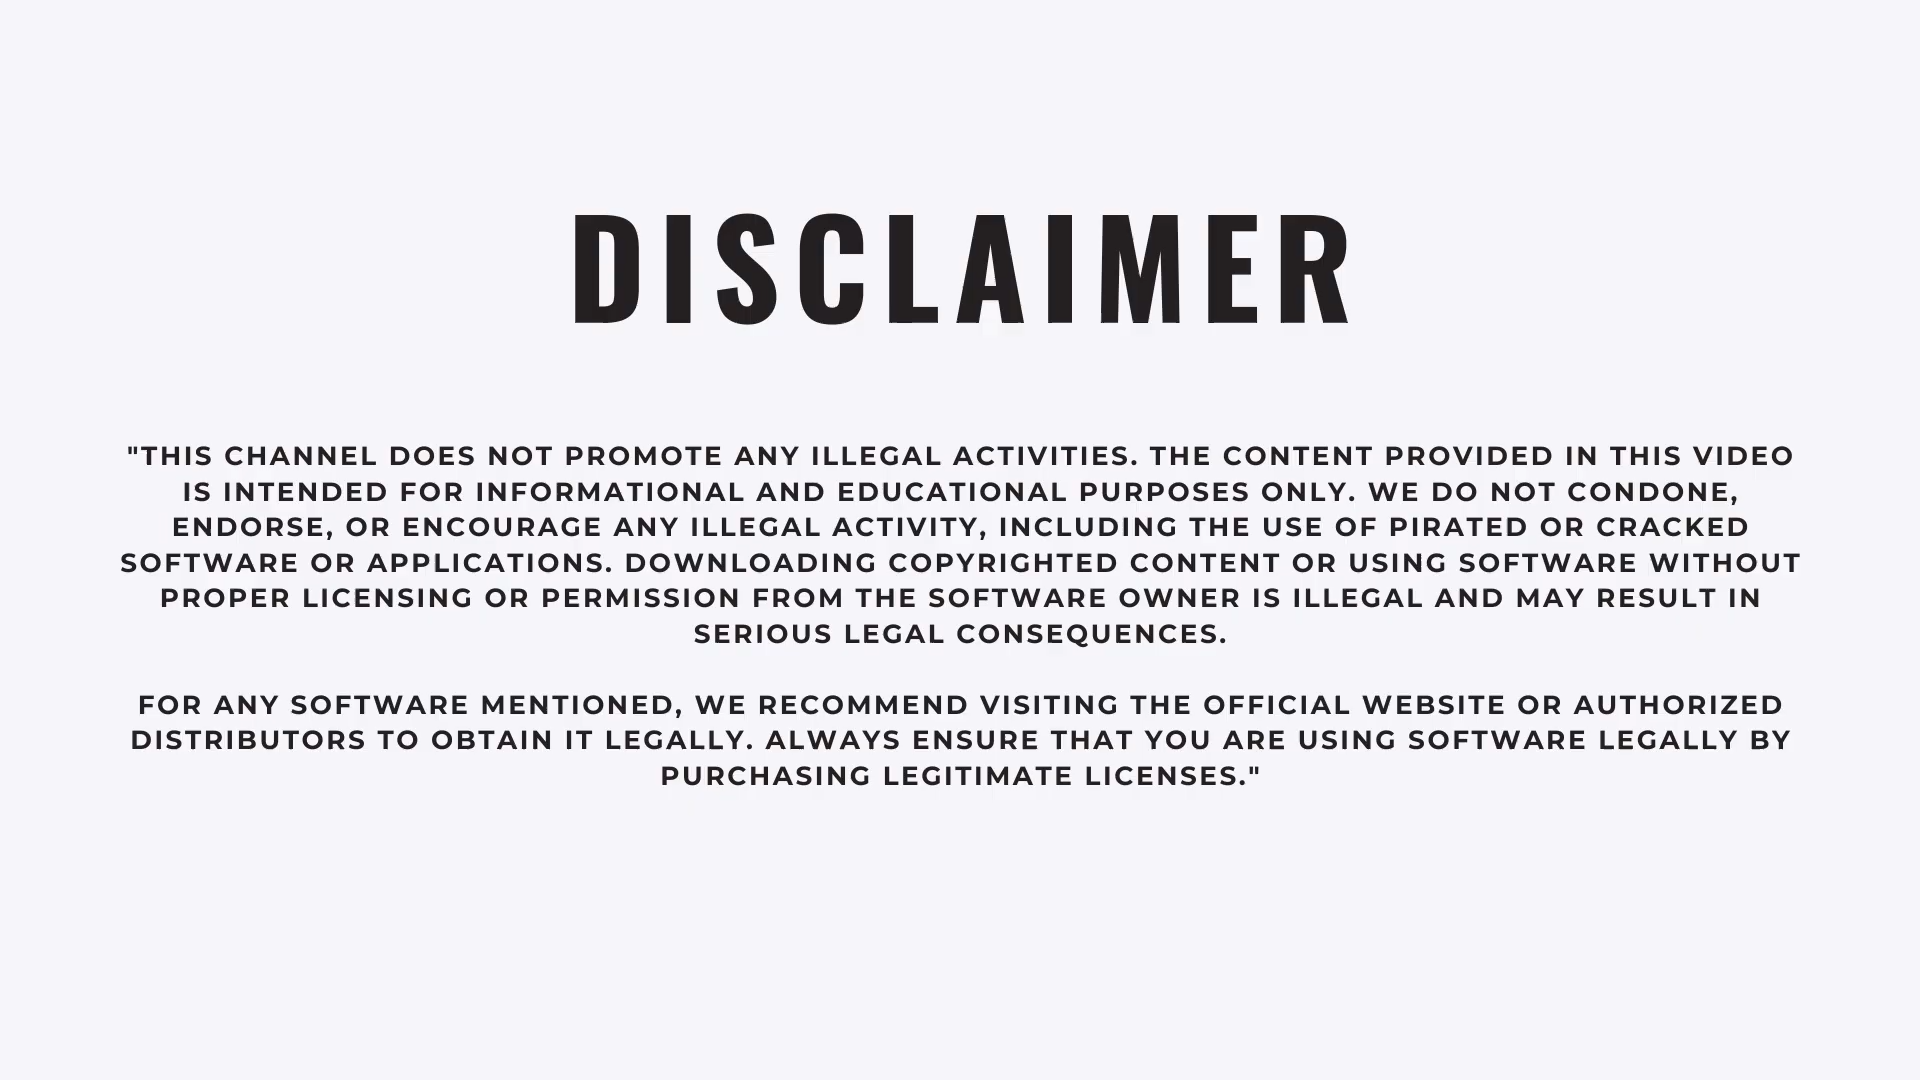 DISCLAIMER
"THIS CHANNEL DOES NOT PROMOTE ANY ILLEGAL ACTIVITIES. THE CONTENT PROVIDED IN THIS VIDEO
IS INTENDED FOR INFORMATIONAL AND EDUCATIONAL PURPOSES ONLY. WE DO NOT CONDONE,
ENDORSE, OR ENCOURAGE ANY ILLEGAL ACTIVITY, INCLUDING THE USE OF PIRATED OR CRACKED
SOFTWARE OR APPLICATIONS. DOWNLOADING COPYRIGHTED CONTENT OR USING SOFTWARE WITHOUT
PROPER LICENSING OR PERMISSION FROM THE SOFTWARE OWNER IS ILLEGAL AND MAY RESULT IN
SERIOUS LEGAL CONSEQUENCES.
FOR ANY SOFTWARE MENTIONED, WE RECOMMEND VISITING THE OFFICIAL WEBSITE OR AUTHORIZED
DISTRIBUTORS TO OBTAIN IT LEGALLY. ALWAYS ENSURE THAT YOU ARE USING SOFTWARE LEGALLY BY
PURCHASING LEGITIMATE LICENSES."